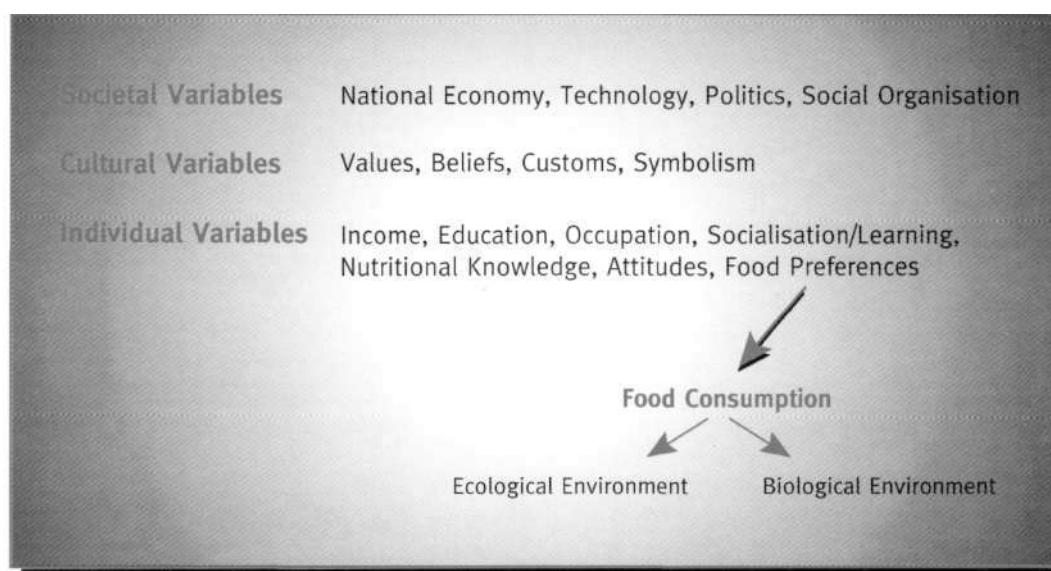 Societal Variables National Economy, Technology, Politics, Social Organisation
Cultural Variables Values, Beliefs, Customs, Symbolism
Individual Variables Income, Education, Occupation, Socialisation/Learning,
Nutritional Knowledge, Attitudes, Food Preferences
Food Consumption
Ecological Environment Biological Environment